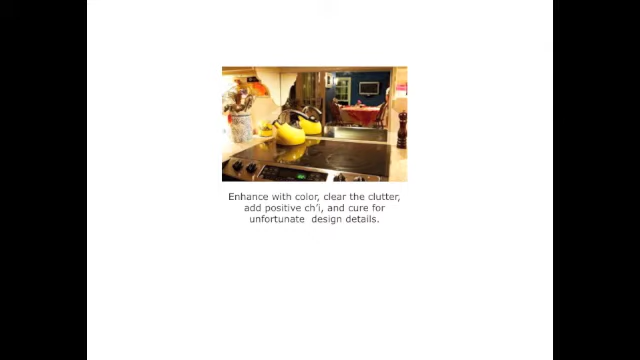 Enhance with color, clear the clutter,
add positive ch'i, and cure for
unfortunate  design details.